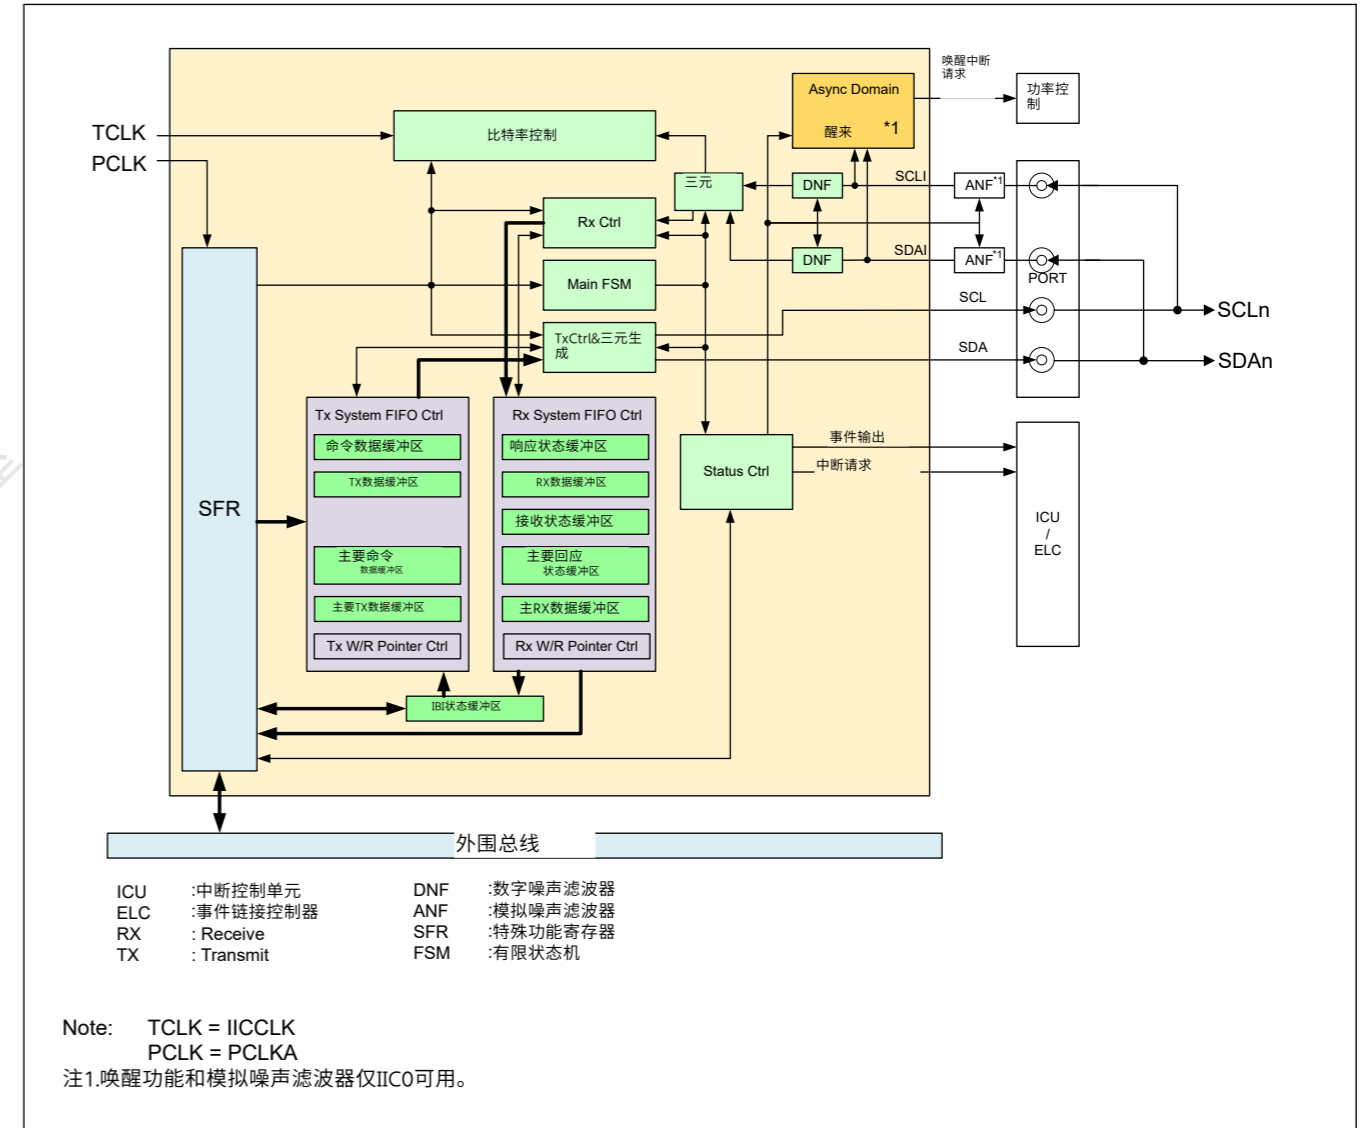 唤醒中断
请求
Async Domain
醒来 *1
功率控
制
TCLK
PCLK
比特率控制
三元
DNF
SCLI
ANF*1
Rx Ctrl
DNF
SDAI
ANF*1
PORT
Main FSM
SCL
SCLn
TxCtrl&三元生
成
SDA
SDAn
Tx System FIFO Ctrl
命令数据缓冲区
TX数据缓冲区
主要命令
数据缓冲区
主要TX数据缓冲区
Tx W/R Pointer Ctrl
Rx System FIFO Ctrl
响应状态缓冲区
RX数据缓冲区
接收状态缓冲区
主要回应
状态缓冲区
主RX数据缓冲区
Rx W/R Pointer Ctrl
Status Ctrl
事件输出
中断请求
ICU
/
ELC
SFR
IBI状态缓冲区
外围总线
ICU :中断控制单元
ELC :事件链接控制器
RX : Receive
TX : Transmit
DNF :数字噪声滤波器
ANF :模拟噪声滤波器
SFR :特殊功能寄存器
FSM :有限状态机
Note: TCLK = IICCLK
PCLK = PCLKA
注1.唤醒功能和模拟噪声滤波器仅IIC0可用。